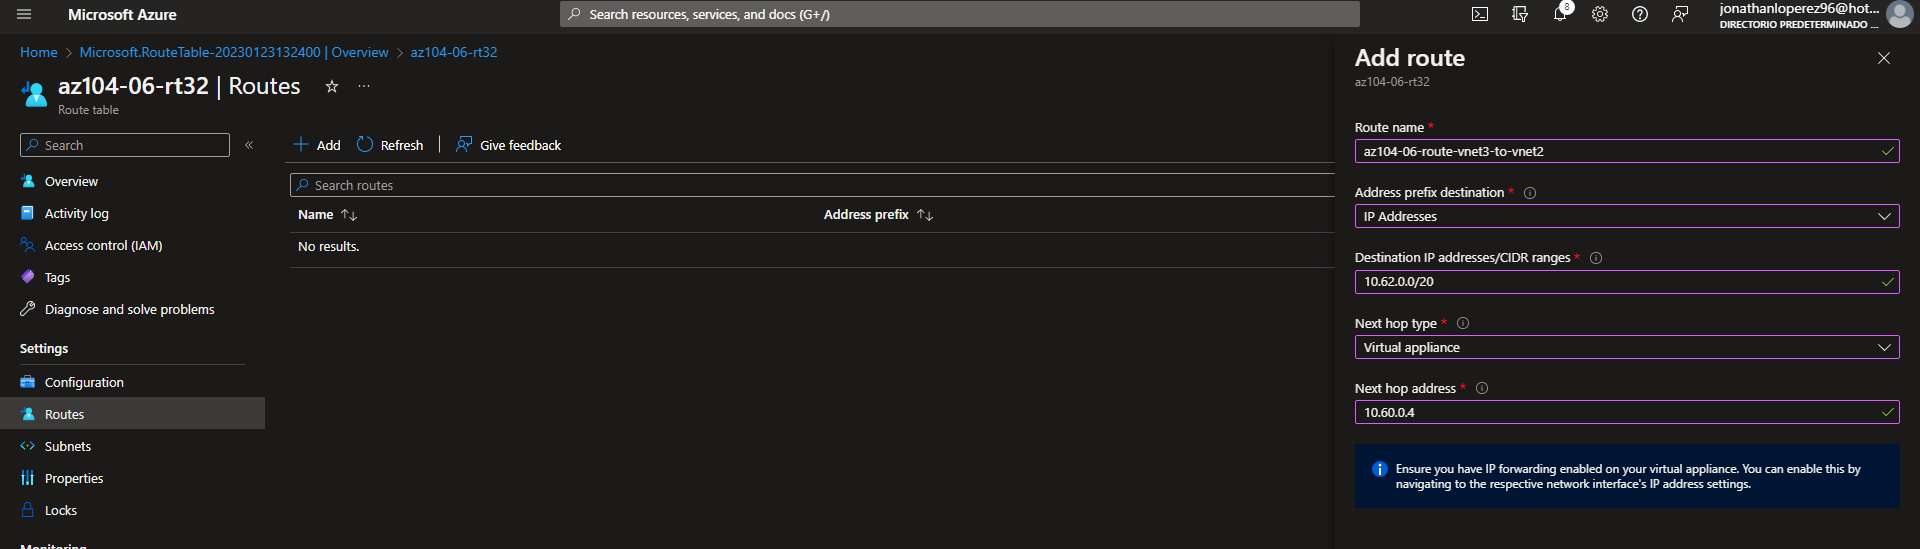 Microsoft Azure
Search resources, services, and docs (G+/)
8
jonathanloperez96@hot...
DIRECTORIO PREDETERMINADO ...
Home > Microsoft.RouteTable-20230123132400 | Overview > az104-06-rt32
az104-06-rt32 | Routes
Route table
Search
Overview
Activity log
Access control (IAM)
Tags
Diagnose and solve problems
Settings
Configuration
Routes
Subnets
Properties
Locks
Monitoring
Add
Refresh
Give feedback
Search routes
Name
Address prefix
No results.
Add route
az104-06-rt32
Route name *
az104-06-route-vnet3-to-vnet2
Address prefix destination *
IP Addresses
Destination IP addresses/CIDR ranges *
10.62.0.0/20
Next hop type *
Virtual appliance
Next hop address *
10.60.0.4
Ensure you have IP forwarding enabled on your virtual appliance. You can enable this by
navigating to the respective network interface's IP address settings.